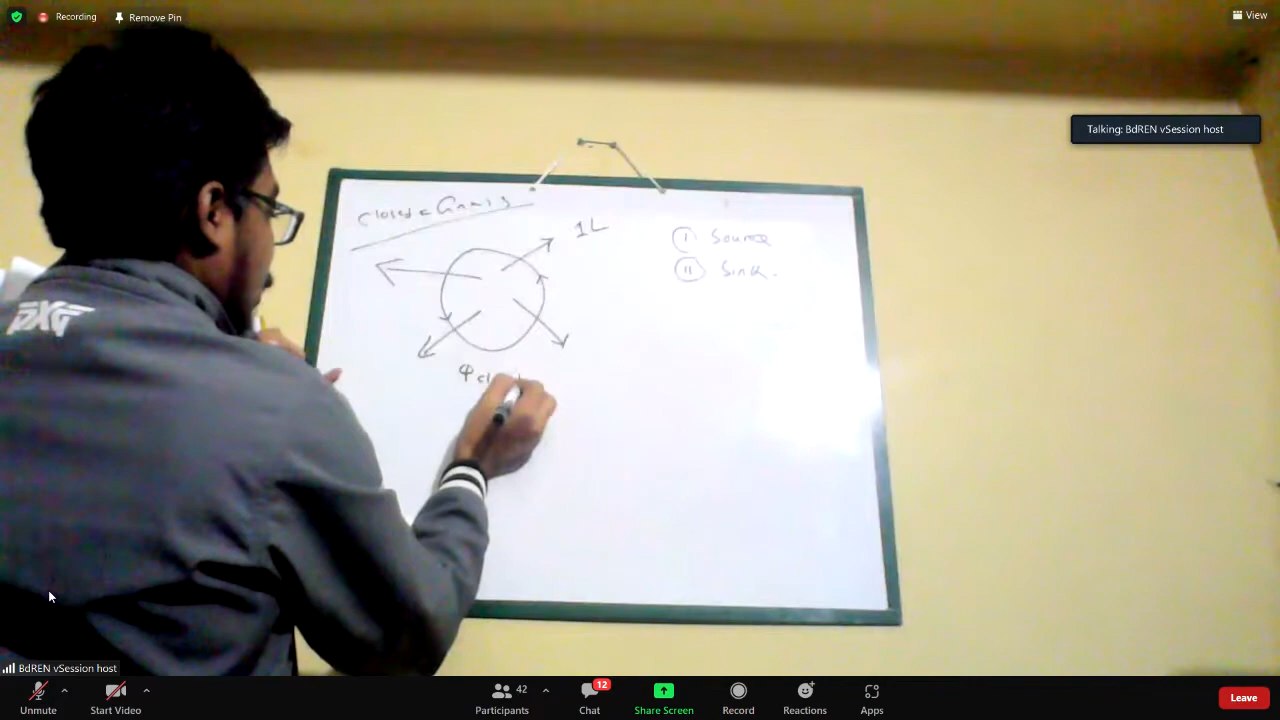 Recording
Remove Pin
View
Talking: BdREN vSession host
Closed
1L
I Source
II Sink.
φ
PXG
BdREN vSession host
Unmute
Start Video
Participants
42
Chat
12
Share Screen
Record
Reactions
Apps
Leave